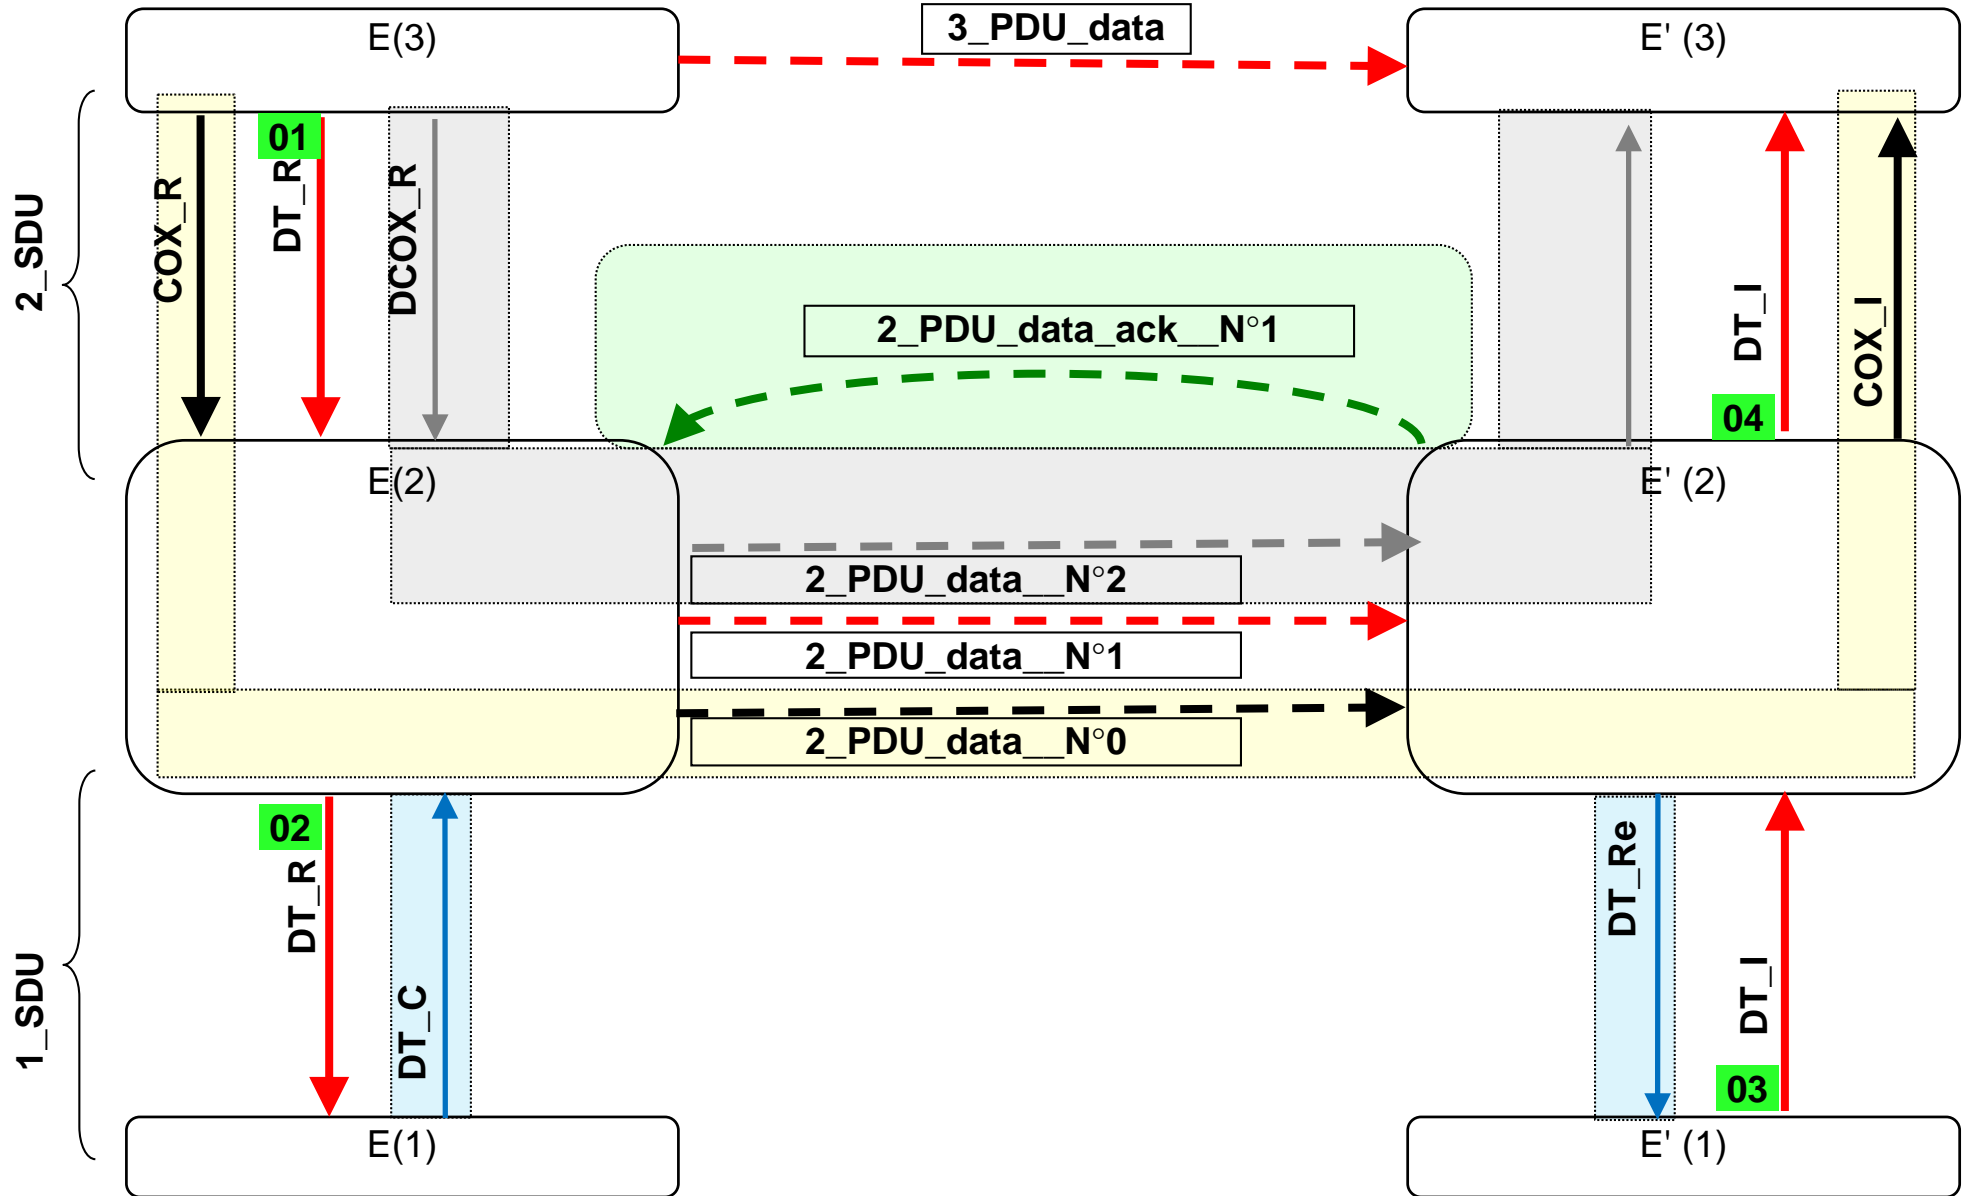 E(3)
3_PDU_data
E' (3)
2_SDU
COX_R
01
DT_R
DCOX_R
2_PDU_data_ack__N°1
DT_I
04
COX_I
E(2)
E' (2)
2_PDU_data__N°2
2_PDU_data__N°1
2_PDU_data__N°0
1_SDU
02
DT_R
DT_C
DT_Re
DT_I
03
E(1)
E' (1)